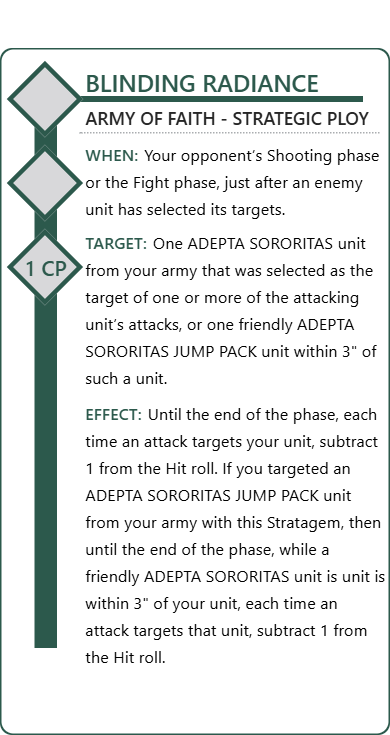 BLINDING RADIANCE
ARMY OF FAITH - STRATEGIC PLOY
WHEN: Your opponent's Shooting phase
or the Fight phase, just after an enemy
unit has selected its targets.
TARGET: One ADEPTA SORORITAS unit
1 CP
from your army that was selected as the
target of one or more of the attacking
unit's attacks, or one friendly ADEPTA
SORORITAS JUMP PACK unit within 3" of
such a unit.
EFFECT: Until the end of the phase, each
time an attack targets your unit, subtract
1 from the Hit roll. If you targeted an
ADEPTA SORORITAS JUMP PACK unit
from your army with this Stratagem, then
until the end of the phase, while a
friendly ADEPTA SORORITAS unit is unit is
within 3" of your unit, each time an
attack targets that unit, subtract 1 from
the Hit roll.